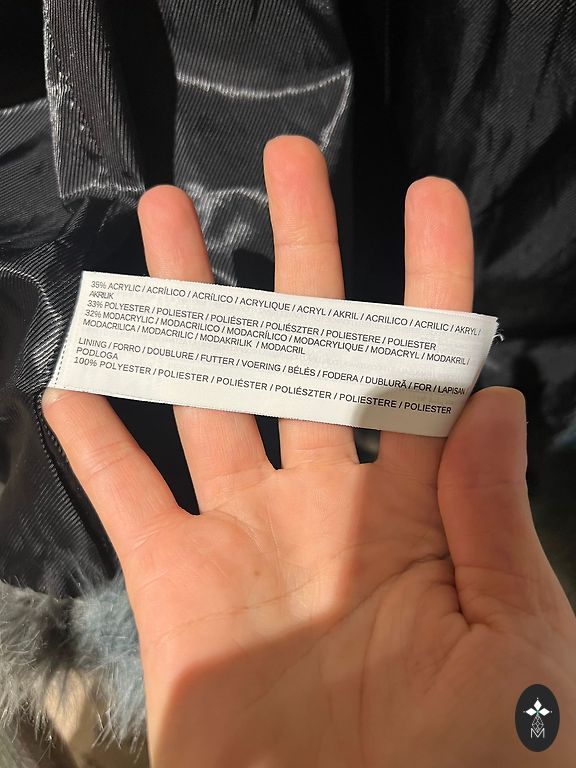 35% ACRYLIC / ACRÍLICO / ACRÍLICO / ACRYLIQUE / ACRYL / AKRIL / ACRILICO / ACRILIC / AKRYL /
AKRILIK
33% POLYESTER / POLIESTER / POLIÉSTER / POLIÉSZTER / POLIESTERE / POLIESTER
32% MODACRYLIC / MODACRILICO / MODACRÍLICO / MODACRYLIQUE / MODACRYL / MODAKRIL /
MODACRILICA / MODACRILIC / MODAKRILIK / MODACRIL
LINING / FORRO / DOUBLURE / FUTTER / VOERING / BÉLÉS / FODERA / DUBLURĂ / FOR / LAPISAN
PODLOGA
100% POLYESTER / POLIESTER / POLIÉSTER / POLIÉSZTER / POLIESTERE / POLIESTER
M